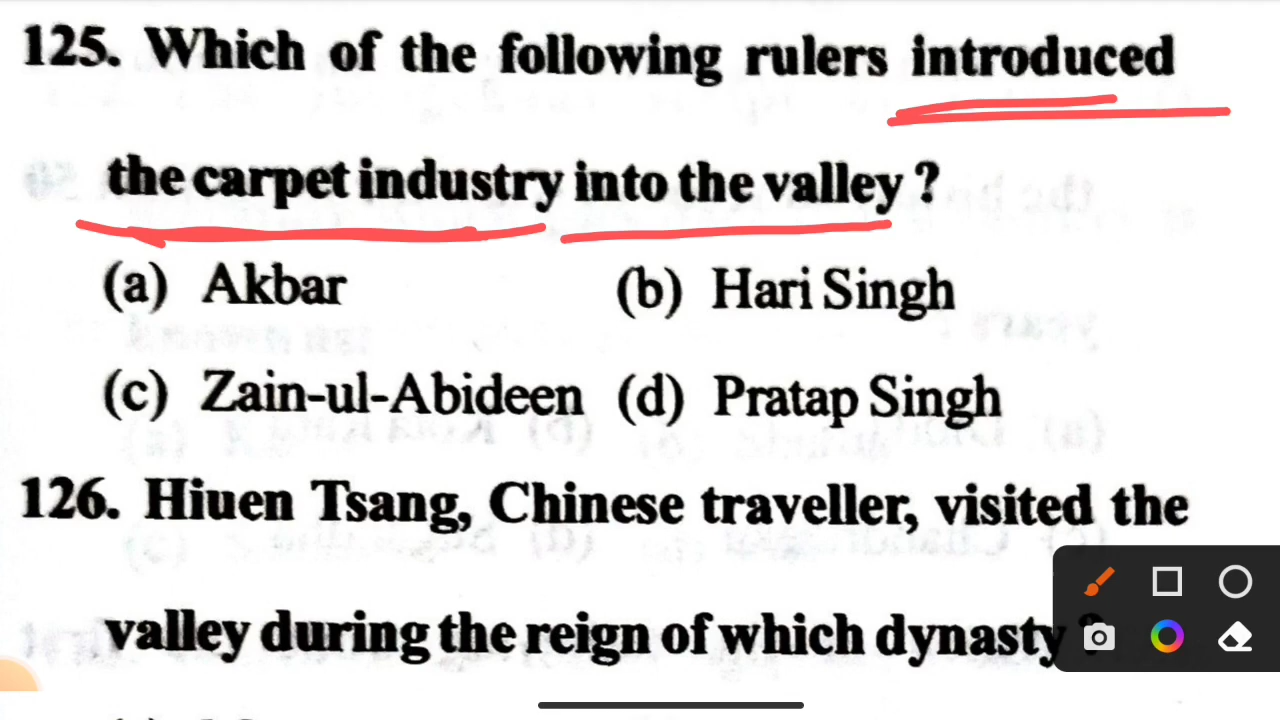 125. Which of the following rulers introduced
the carpet industry into the valley ?
(a) Akbar (b) Hari Singh
(c) Zain-ul-Abideen (d) Pratap Singh
126. Hiuen Tsang, Chinese traveller, visited the
valley during the reign of which dynasty ?